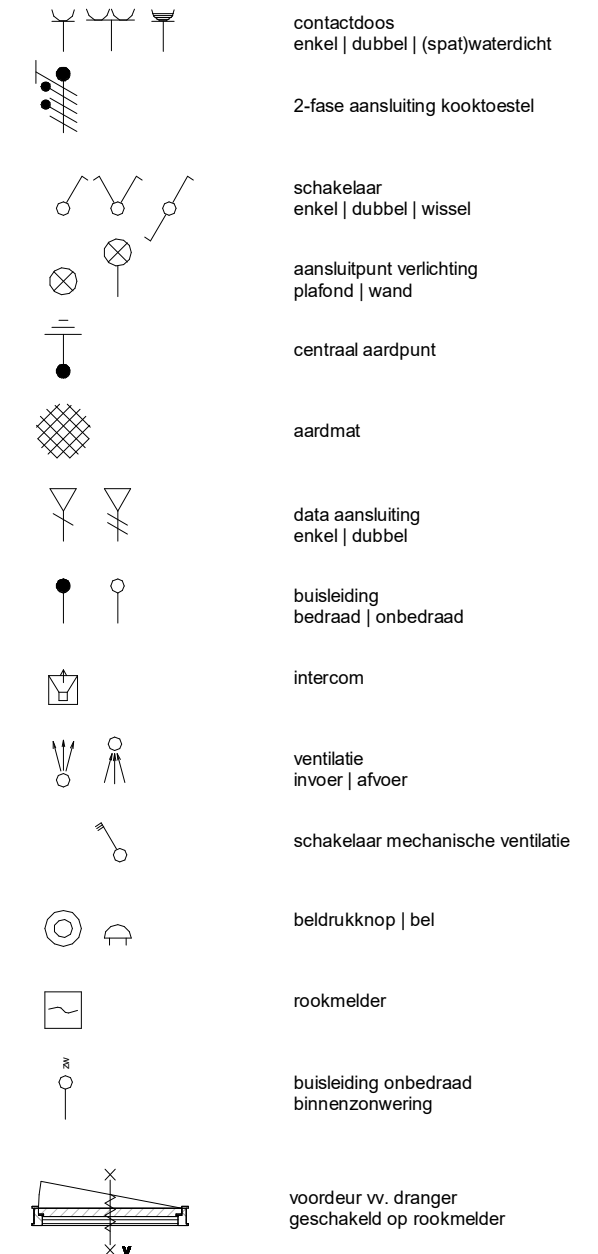 contactdoos
enkel | dubbel | (spat)waterdicht
2-fase aansluiting kooktoestel
schakelaar
enkel | dubbel | wissel
aansluitpunt verlichting
plafond | wand
centraal aardpunt
aardmat
data aansluiting
enkel | dubbel
buisleiding
bedraad | onbedraad
intercom
ventilatie
invoer | afvoer
schakelaar mechanische ventilatie
beldrukknop | bel
rookmelder
zw
buisleiding onbedraad
binnenzonwering
voordeur vv. dranger
geschakeld op rookmelder
v